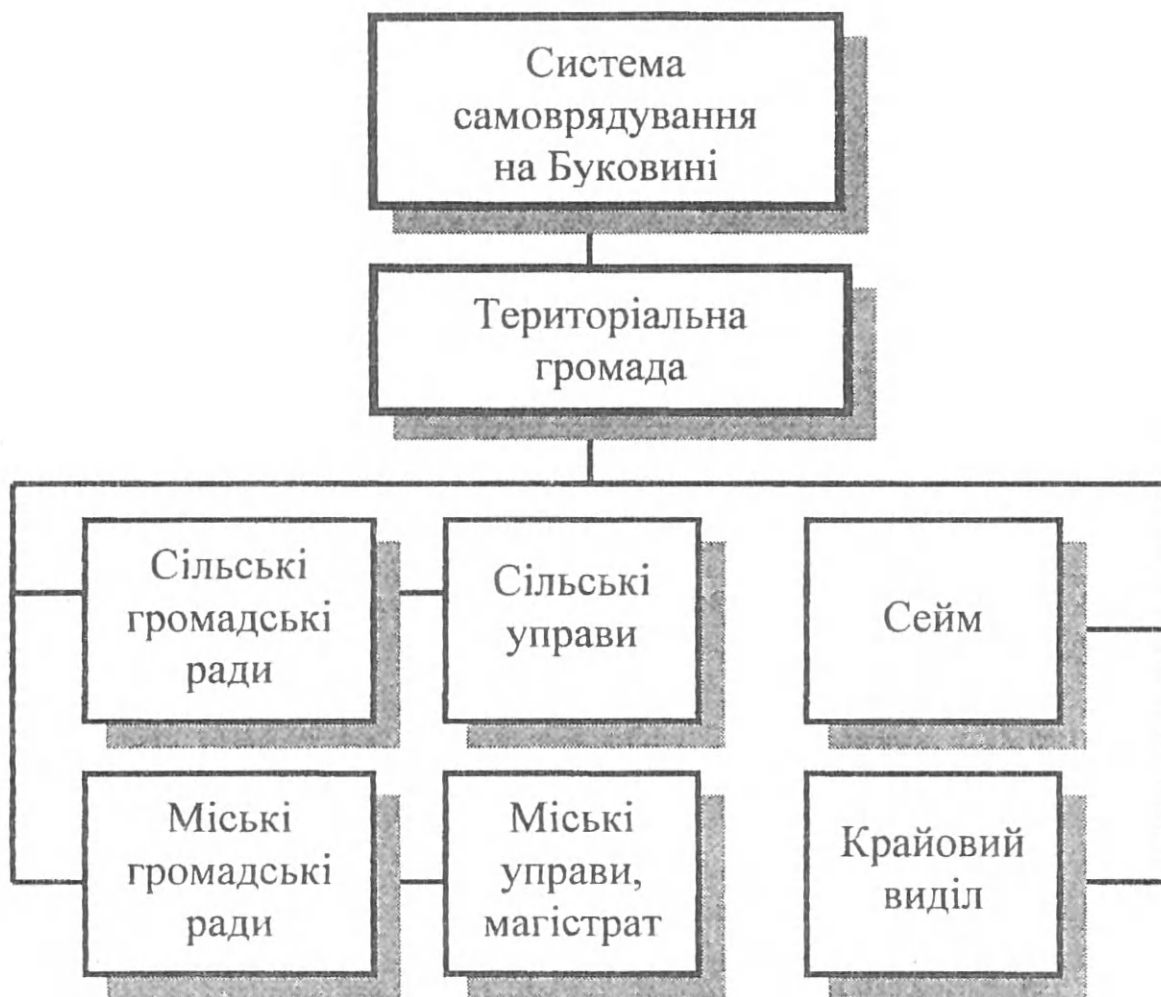 Система
самоврядування
на Буковині
Територіальна
громада
Сільські
громадські
ради
Сільські
управи
Сейм
Міські
громадські
ради
Міські
управи,
магістрат
Крайовий
виділ